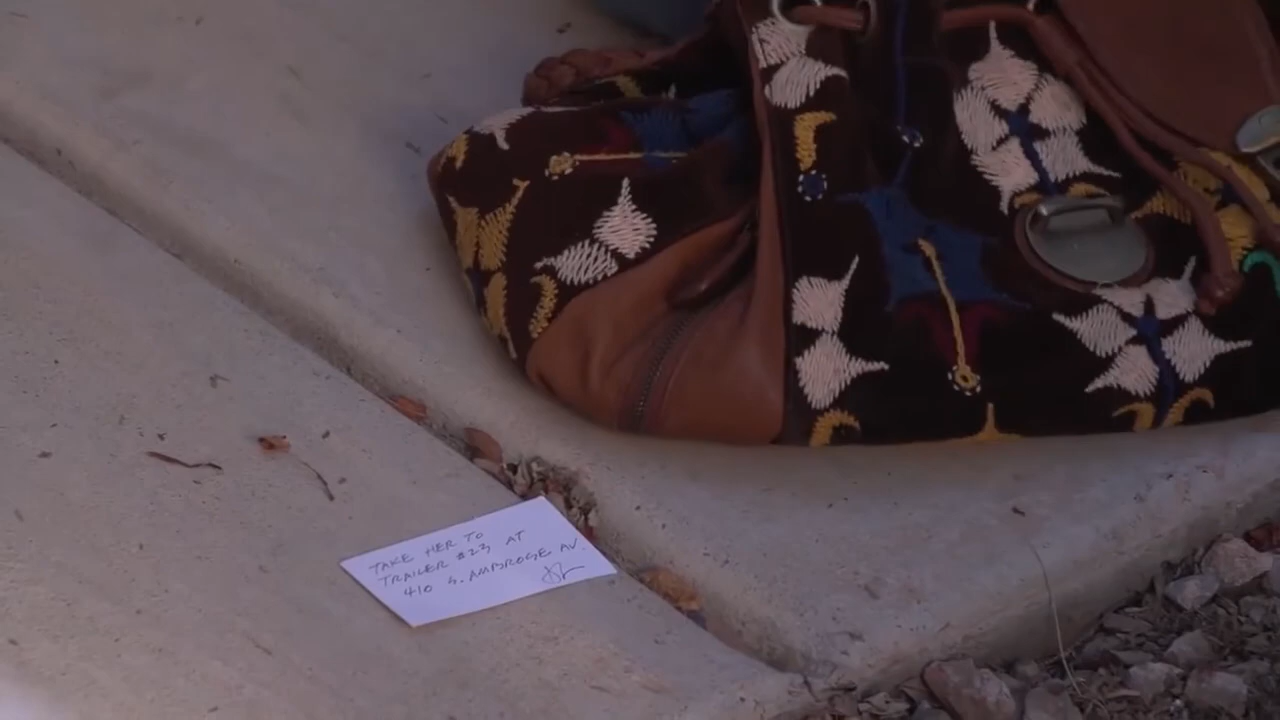 TAKE HER TO
TRAILER #23 AT
410 S. AMBROSE AV.